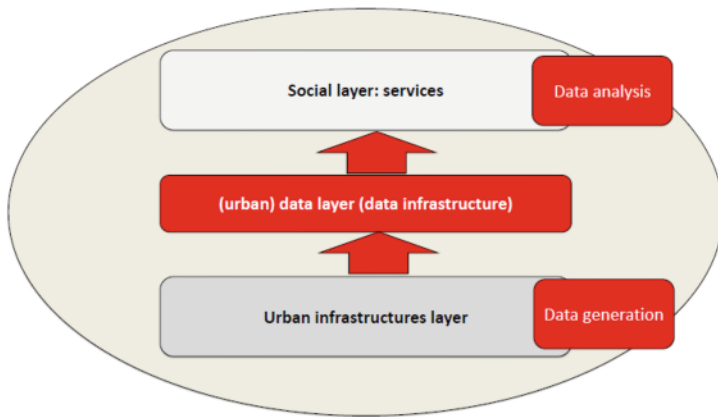 Social layer: services
Data analysis
(urban) data layer (data infrastructure)
Urban infrastructures layer
Data generation